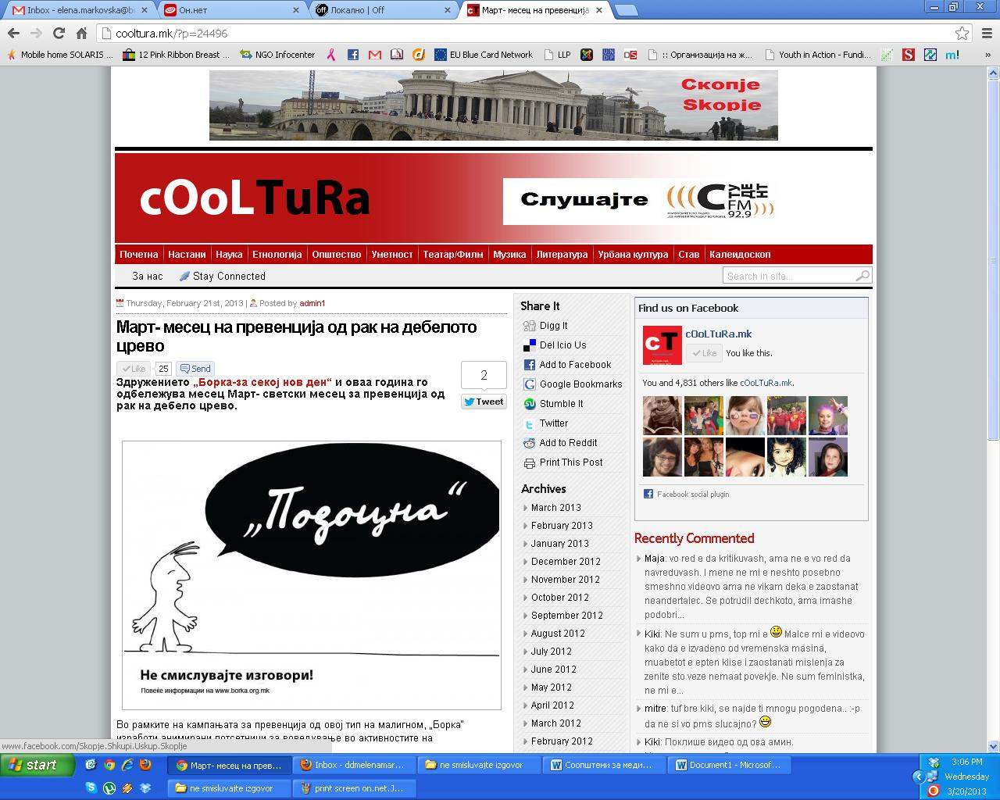 Inbox - elena.markovska@b
Он.нет
Локално | Off
Март- месец на превенција
cooltura.mk/?p=24496
Mobile home SOLARIS ...
12 Pink Ribbon Breast ...
NGO Infocenter
EU Blue Card Network
LLP
:: Организација на ж...
Youth in Action - Fundi...
Скопје
Skopje
cOoLTuRa
Слушајте
СТУДЕНТ
FM
92.9
Почетна Настани Наука Етнологија Општество Уметност Театар/Филм Музика Литература Урбана култура Став Калеидоскоп
За нас Stay Connected
Search in site...
Thursday, February 21st, 2013 | Posted by admin1
Март- месец на превенција од рак на дебелото
црево
Like 25 Send
2
Tweet
Здружението „Борка-за секој нов ден“ и оваа година го
одбележува месец Март- светски месец за превенција од
рак на дебело црево.
„Подоцна“
Не смислувајте изговори!
Повеќе информации на www.borka.org.mk
Во рамките на кампањата за превенција од овој тип на малигном, „Борка“
изработи анимирани потсетници за воведување во активностите на
Share It
Digg It
Del Icio Us
Add to Facebook
Google Bookmarks
Stumble It
Twitter
Add to Reddit
Print This Post
Archives
March 2013
February 2013
January 2013
December 2012
November 2012
October 2012
September 2012
August 2012
July 2012
June 2012
May 2012
April 2012
March 2012
February 2012
Find us on Facebook
cT
cOoLTuRa.mk
Like You like this.
You and 4,831 others like cOoLTuRa.mk.
Facebook social plugin
Recently Commented
Maja: vo red e da kritikuvash, ama ne e vo red da
navreduvash. I mene ne mi e neshto posebno
smeshno videovo ama ne vikam deka e zaostanat
neandertalec. Se potrudil dechkoto, ama imashe
podobri...
Kiki: Ne sum u pms, top mi e Malce mi e videovo
kako da e izvadeno od vremenska masina,
muabetot e epten klise i zaostanati mislenja za
zenite sto veze nemaat povekje. Ne sum feministka,
ne mi e...
mitre: tuf bre kiki, se najde ti mnogu pogodena.. :-p
da ne si vo pms slucajno?
Kiki: Поклише видео од ова амин.
www.facebook.com/Skopje.Shkupi.Uskup.Skoplje
start
Март- месец на прев...
Inbox - ddmelenamar...
ne smisluvajte izgovor
Соопштени за меди...
Document1 - Microsof...
ne smisluvajte izgovor
print screen on.net.J...
3:06 PM
Wednesday
3/20/2013